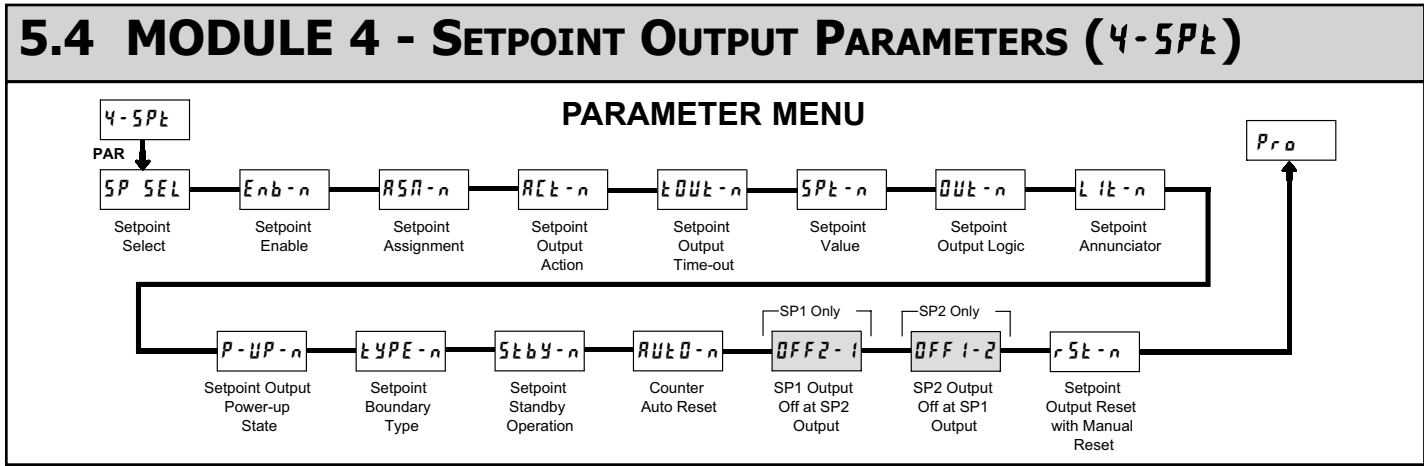 5.4 MODULE 4 - SETPOINT OUTPUT PARAMETERS (4-SPt)
PARAMETER MENU
4-SPt
PAR
Pro
SP SEL
Enb-n
ASN-n
ACt-n
tOUt-n
SPt-n
OUt-n
LIt-n
Setpoint
Select
Setpoint
Enable
Setpoint
Assignment
Setpoint
Output
Action
Setpoint
Output
Time-out
Setpoint
Value
Setpoint
Output Logic
Setpoint
Annunciator
SP1 Only
SP2 Only
P-UP-n
tYPE-n
Stby-n
AUtO-n
OFF2-1
OFF1-2
rSt-n
Setpoint Output
Power-up
State
Setpoint
Boundary
Type
Setpoint
Standby
Operation
Counter
Auto Reset
SP1 Output
Off at SP2
Output
SP2 Output
Off at SP1
Output
Setpoint
Output Reset
with Manual
Reset